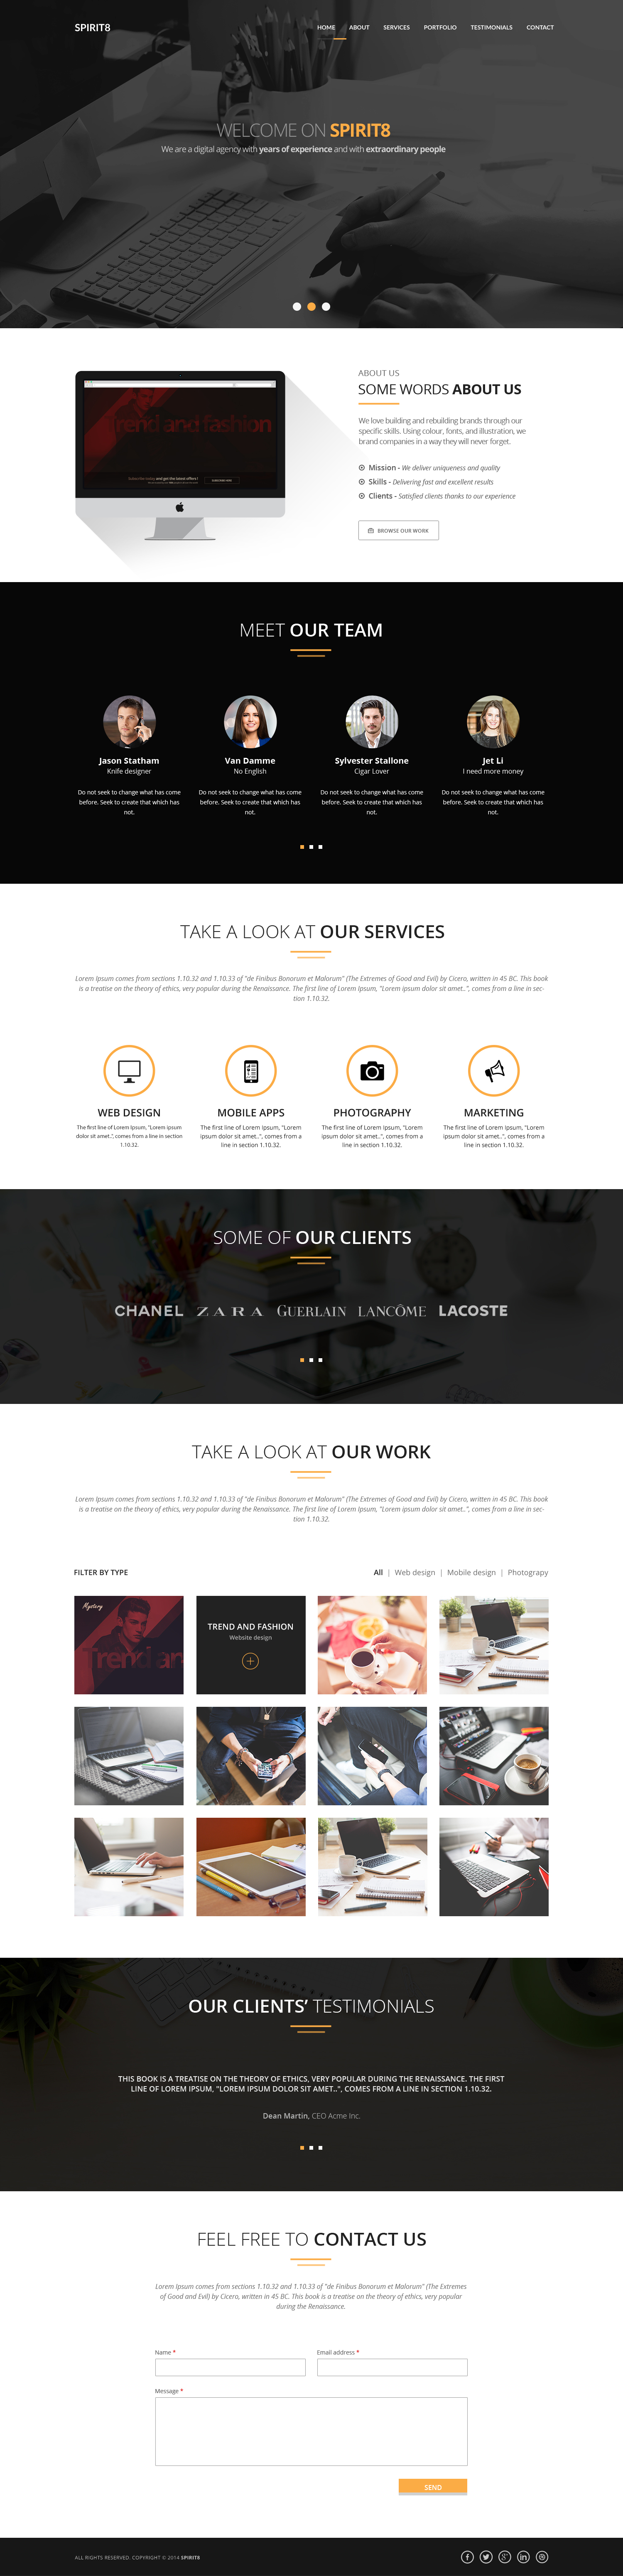 SPIRIT8
HOME ABOUT SERVICES PORTFOLIO TESTIMONIALS CONTACT
WELCOME ON SPIRIT8
We are a digital agency with years of experience and with extraordinary people
ABOUT US
SOME WORDS ABOUT US
We love building and rebuilding brands through our
specific skills. Using colour, fonts, and illustration, we
brand companies in a way they will never forget.
Mission - We deliver uniqueness and quality
Skills - Delivering fast and excellent results
Clients - Satisfied clients thanks to our experience
BROWSE OUR WORK
Trend and fashion
Subscribe today and get the latest offers!
SUBSCRIBE NOW
MEET OUR TEAM
Jason Statham
Knife designer
Do not seek to change what has come
before. Seek to create that which has
not.
Van Damme
No English
Do not seek to change what has come
before. Seek to create that which has
not.
Sylvester Stallone
Cigar Lover
Do not seek to change what has come
before. Seek to create that which has
not.
Jet Li
I need more money
Do not seek to change what has come
before. Seek to create that which has
not.
TAKE A LOOK AT OUR SERVICES
Lorem Ipsum comes from sections 1.10.32 and 1.10.33 of "de Finibus Bonorum et Malorum" (The Extremes of Good and Evil) by Cicero, written in 45 BC. This book
is a treatise on the theory of ethics, very popular during the Renaissance. The first line of Lorem Ipsum, "Lorem ipsum dolor sit amet..", comes from a line in sec-
tion 1.10.32.
WEB DESIGN
The first line of Lorem Ipsum, "Lorem ipsum
dolor sit amet..", comes from a line in section
1.10.32.
MOBILE APPS
The first line of Lorem Ipsum, "Lorem
ipsum dolor sit amet..", comes from a
line in section 1.10.32.
PHOTOGRAPHY
The first line of Lorem Ipsum, "Lorem
ipsum dolor sit amet..", comes from a
line in section 1.10.32.
MARKETING
The first line of Lorem Ipsum, "Lorem
ipsum dolor sit amet..", comes from a
line in section 1.10.32.
SOME OF OUR CLIENTS
CHANEL ZARA GUERLAIN LANCÔME LACOSTE
TAKE A LOOK AT OUR WORK
Lorem Ipsum comes from sections 1.10.32 and 1.10.33 of "de Finibus Bonorum et Malorum" (The Extremes of Good and Evil) by Cicero, written in 45 BC. This book
is a treatise on the theory of ethics, very popular during the Renaissance. The first line of Lorem Ipsum, "Lorem ipsum dolor sit amet..", comes from a line in sec-
tion 1.10.32.
FILTER BY TYPE
All | Web design | Mobile design | Photograpy
Mystery
Trend an
TREND AND FASHION
Website design
OUR CLIENTS' TESTIMONIALS
THIS BOOK IS A TREATISE ON THE THEORY OF ETHICS, VERY POPULAR DURING THE RENAISSANCE. THE FIRST
LINE OF LOREM IPSUM, "LOREM IPSUM DOLOR SIT AMET..", COMES FROM A LINE IN SECTION 1.10.32.
Dean Martin, CEO Acme Inc.
FEEL FREE TO CONTACT US
Lorem Ipsum comes from sections 1.10.32 and 1.10.33 of "de Finibus Bonorum et Malorum" (The Extremes
of Good and Evil) by Cicero, written in 45 BC. This book is a treatise on the theory of ethics, very popular
during the Renaissance.
Name *
Email address *
Message *
SEND
ALL RIGHTS RESERVED. COPYRIGHT © 2014 SPIRIT8